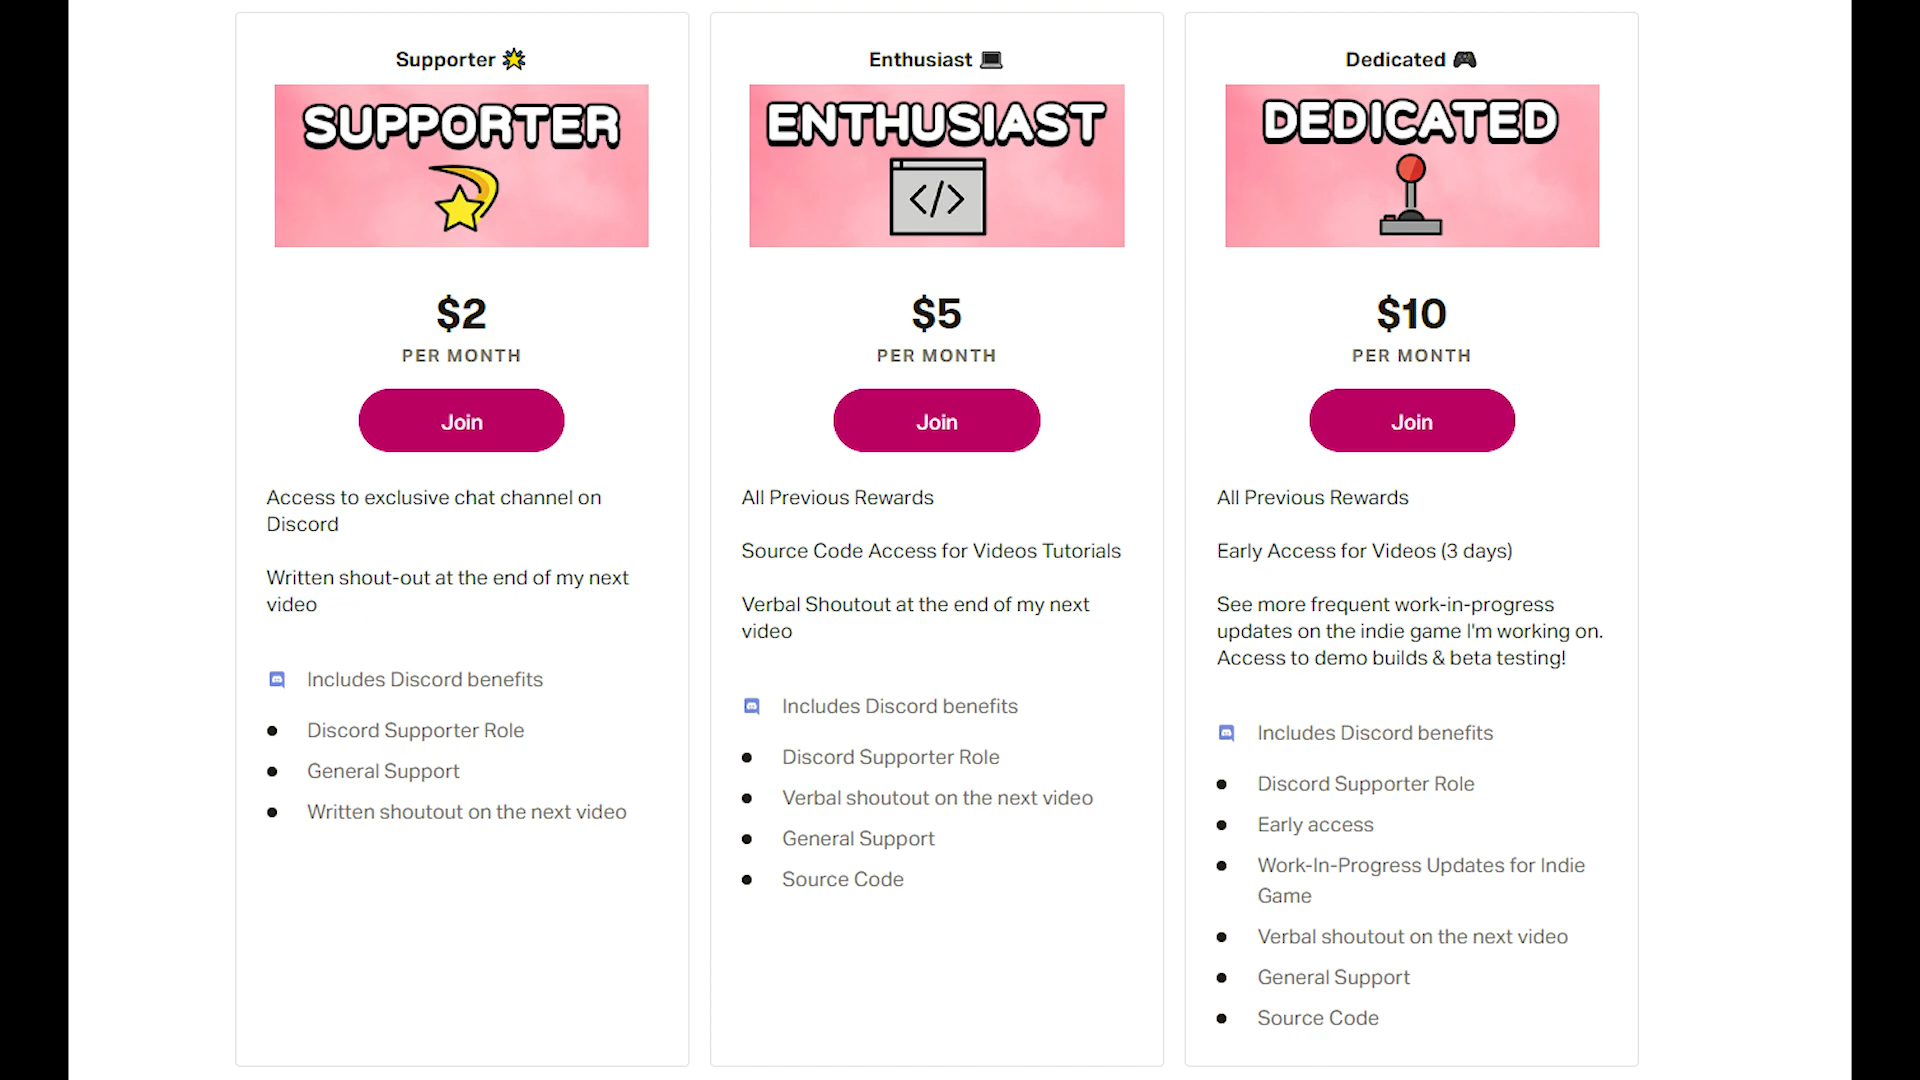 Supporter 🌟
SUPPORTER
$2
PER MONTH
Join
Access to exclusive chat channel on
Discord
Written shout-out at the end of my next
video
Includes Discord benefits
● Discord Supporter Role
● General Support
● Written shoutout on the next video
Enthusiast 💻
ENTHUSIAST
</>
$5
PER MONTH
Join
All Previous Rewards
Source Code Access for Videos Tutorials
Verbal Shoutout at the end of my next
video
Includes Discord benefits
● Discord Supporter Role
● Verbal shoutout on the next video
● General Support
● Source Code
Dedicated 🎮
DEDICATED
$10
PER MONTH
Join
All Previous Rewards
Early Access for Videos (3 days)
See more frequent work-in-progress
updates on the indie game I'm working on.
Access to demo builds & beta testing!
Includes Discord benefits
● Discord Supporter Role
● Early access
● Work-In-Progress Updates for Indie
Game
● Verbal shoutout on the next video
● General Support
● Source Code